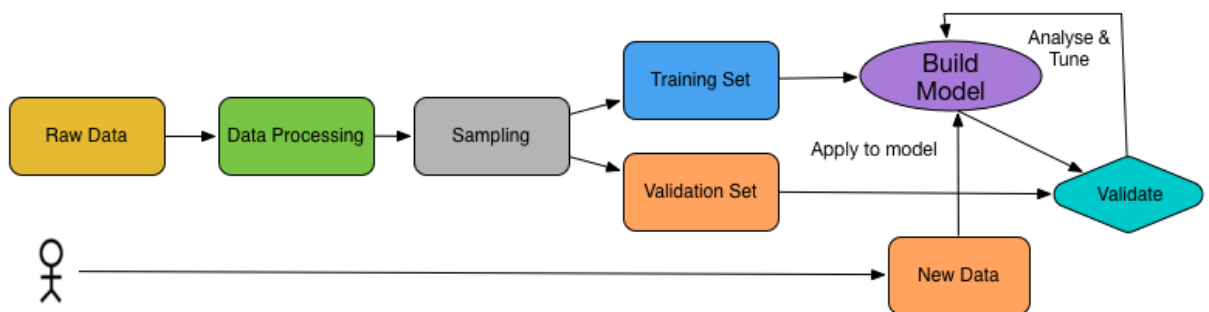 Raw Data
Data Processing
Sampling
Training Set
Validation Set
Build
Model
Analyse &
Tune
Apply to model
Validate
New Data